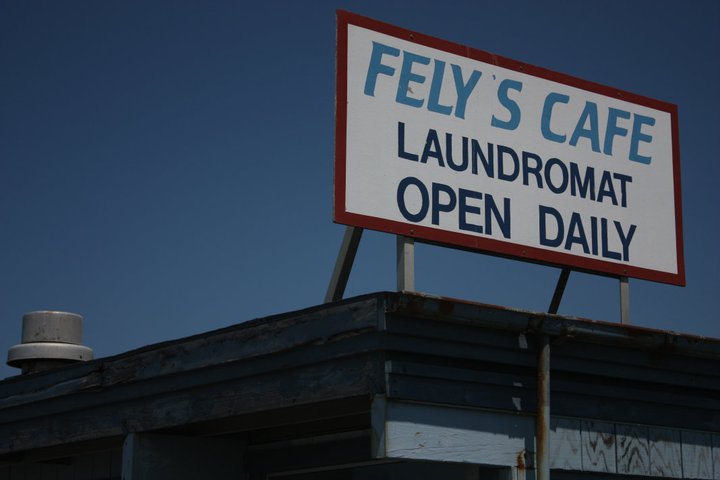 FELY'S CAFE
LAUNDROMAT
OPEN DAILY